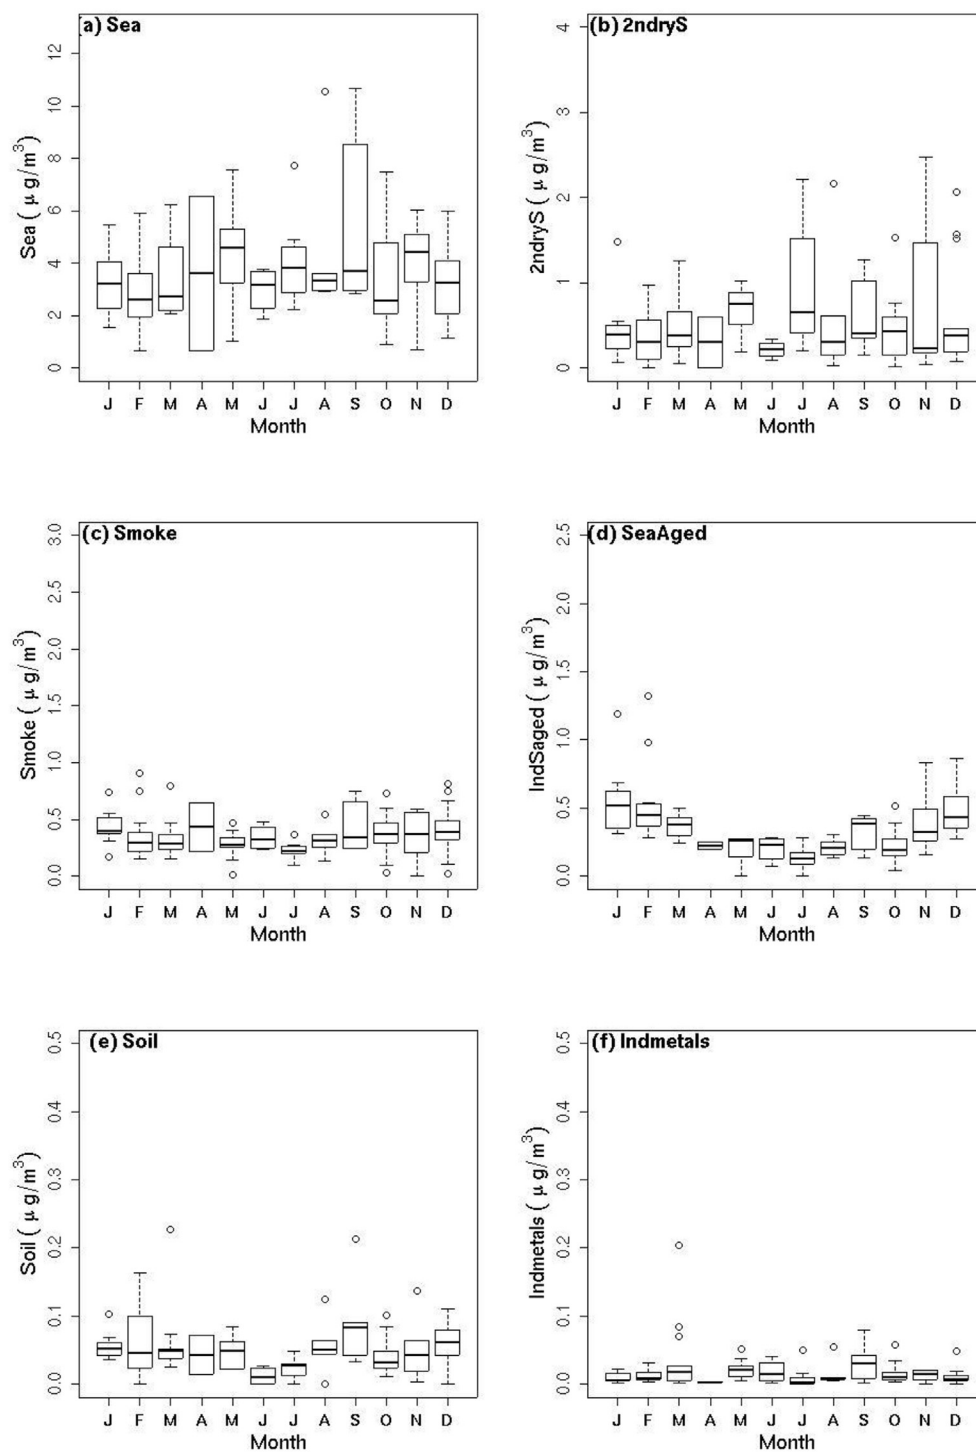 (a) Sea
Sea ( μ g/m³)
12
10
8
6
4
2
0
J F M A M J J A S O N D
Month
(b) 2ndryS
2ndryS ( μ g/m³)
4
3
2
1
0
J F M A M J J A S O N D
Month
(c) Smoke
Smoke ( μ g/m³)
3.0
2.5
2.0
1.5
1.0
0.5
0.0
J F M A M J J A S O N D
Month
(d) SeaAged
IndSaged ( μ g/m³)
2.5
2.0
1.5
1.0
0.5
0.0
J F M A M J J A S O N D
Month
(e) Soil
Soil ( μ g/m³)
0.5
0.4
0.3
0.2
0.1
0.0
J F M A M J J A S O N D
Month
(f) Indmetals
Indmetals ( μ g/m³)
0.5
0.4
0.3
0.2
0.1
0.0
J F M A M J J A S O N D
Month